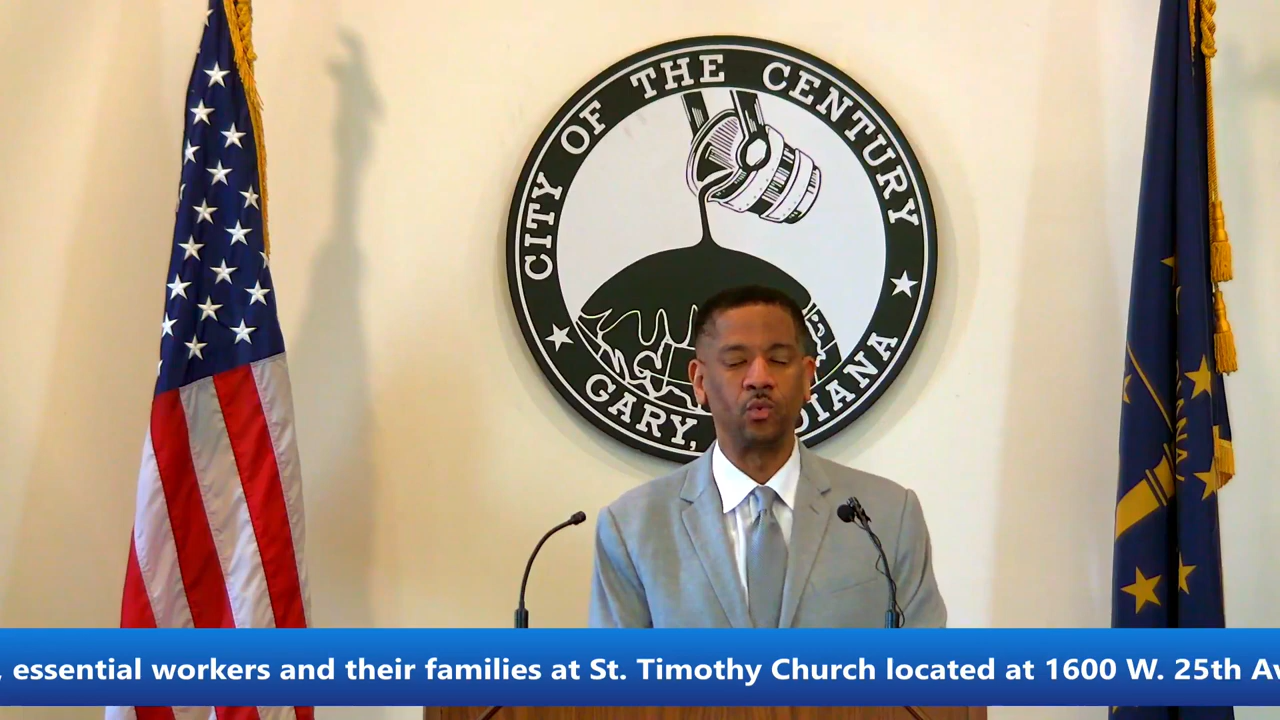 CITY OF THE CENTURY
GARY,
, essential workers and their families at St. Timothy Church located at 1600 W. 25th Av